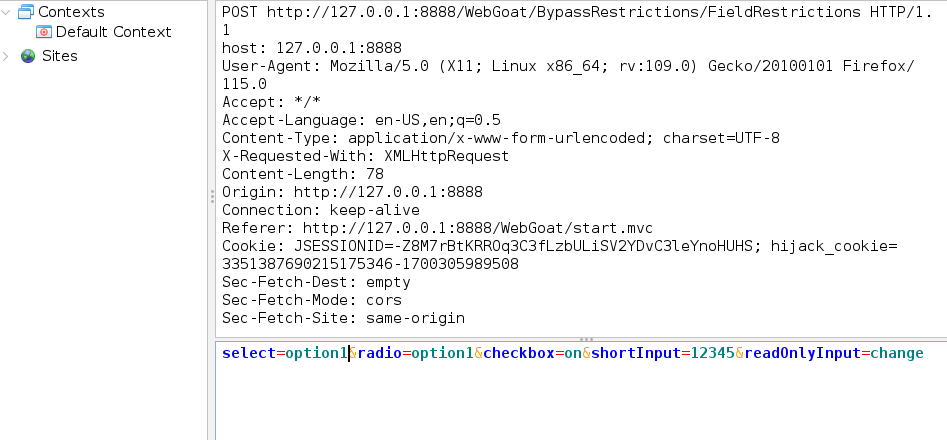 Contexts
Default Context
Sites
POST http://127.0.0.1:8888/WebGoat/BypassRestrictions/FieldRestrictions HTTP/1.
1
host: 127.0.0.1:8888
User-Agent: Mozilla/5.0 (X11; Linux x86_64; rv:109.0) Gecko/20100101 Firefox/
115.0
Accept: */*
Accept-Language: en-US,en;q=0.5
Content-Type: application/x-www-form-urlencoded; charset=UTF-8
X-Requested-With: XMLHttpRequest
Content-Length: 78
Origin: http://127.0.0.1:8888
Connection: keep-alive
Referer: http://127.0.0.1:8888/WebGoat/start.mvc
Cookie: JSESSIONID=-Z8M7rBtKRROq3C3fLzbULiSV2YDvC3leYnoHUHS; hijack_cookie=
3351387690215175346-1700305989508
Sec-Fetch-Dest: empty
Sec-Fetch-Mode: cors
Sec-Fetch-Site: same-origin
select=option1&radio=option1&checkbox=on&shortInput=12345&readOnlyInput=change